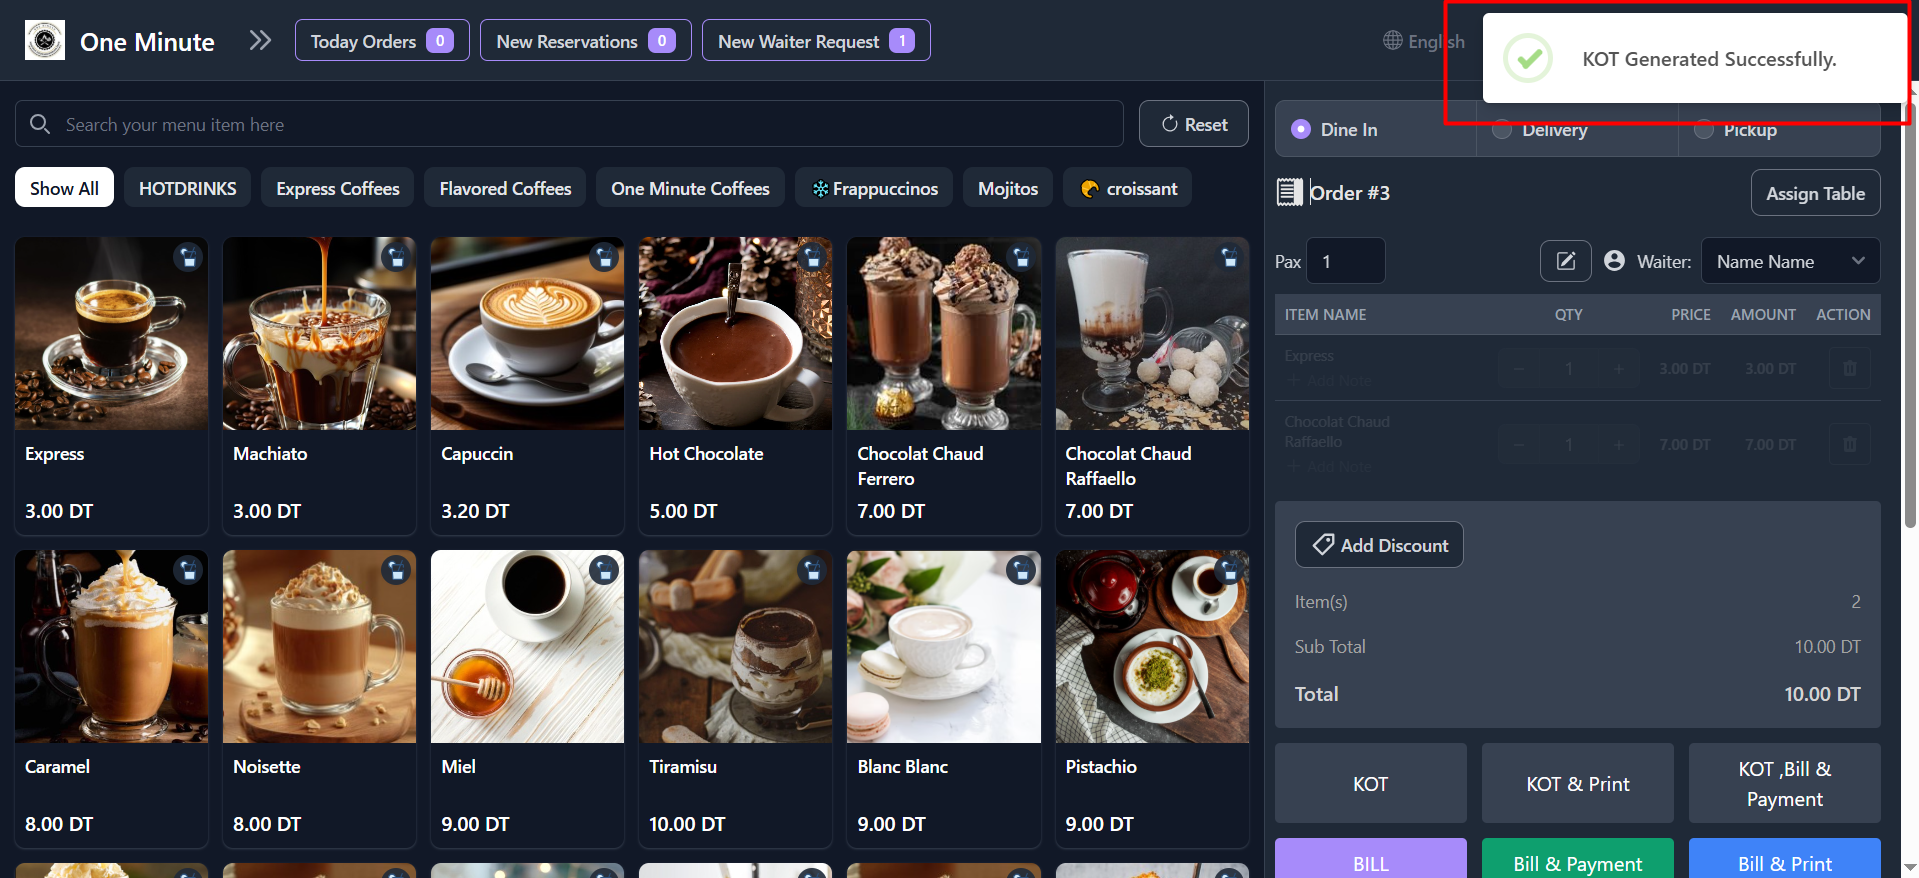 One Minute
Today Orders 0
New Reservations 0
New Waiter Request 1
English
KOT Generated Successfully.
Search your menu item here
Reset
Show All
HOTDRINKS
Express Coffees
Flavored Coffees
One Minute Coffees
Frappuccinos
Mojitos
croissant
Express
3.00 DT
Machiato
3.00 DT
Capuccin
3.20 DT
Hot Chocolate
5.00 DT
Chocolat Chaud
Ferrero
7.00 DT
Chocolat Chaud
Raffaello
7.00 DT
Caramel
8.00 DT
Noisette
8.00 DT
Miel
9.00 DT
Tiramisu
10.00 DT
Blanc Blanc
9.00 DT
Pistachio
9.00 DT
Dine In
Delivery
Pickup
Order #3
Assign Table
Pax 1
Waiter: Name Name
ITEM NAME QTY PRICE AMOUNT ACTION
Express
+ Add Note
− 1 + 3.00 DT 3.00 DT
Chocolat Chaud
Raffaello
+ Add Note
− 1 + 7.00 DT 7.00 DT
Add Discount
Item(s) 2
Sub Total 10.00 DT
Total 10.00 DT
KOT
KOT & Print
KOT ,Bill &
Payment
BILL
Bill & Payment
Bill & Print